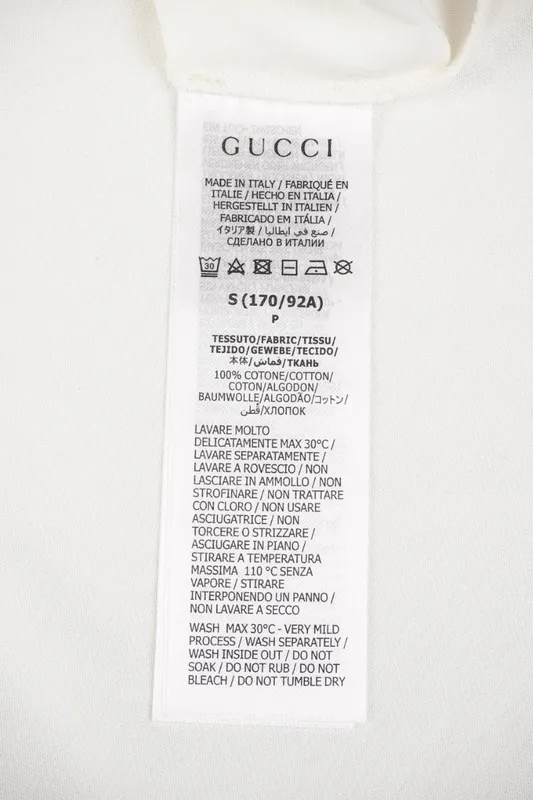 GUCCI
MADE IN ITALY / FABRIQUÉ EN
ITALIE / HECHO EN ITALIA /
HERGESTELLT IN ITALIEN /
FABRICADO EM ITÁLIA /
イタリア製 / صنع في ايطاليا /
СДЕЛАНО В ИТАЛИИ
30
S (170/92A)
P
TESSUTO/FABRIC/TISSU/
TEJIDO/GEWEBE/TECIDO/
本体/قماش/ТКАНЬ
100% COTONE/COTTON/
COTON/ALGODON/
BAUMWOLLE/ALGODÃO/コットン/
قطن/ХЛОПОК
LAVARE MOLTO
DELICATAMENTE MAX 30°C /
LAVARE SEPARATAMENTE /
LAVARE A ROVESCIO / NON
LASCIARE IN AMMOLLO / NON
STROFINARE / NON TRATTARE
CON CLORO / NON USARE
ASCIUGATRICE / NON
TORCERE O STRIZZARE /
ASCIUGARE IN PIANO /
STIRARE A TEMPERATURA
MASSIMA 110 °C SENZA
VAPORE / STIRARE
INTERPONENDO UN PANNO /
NON LAVARE A SECCO
WASH MAX 30°C - VERY MILD
PROCESS / WASH SEPARATELY /
WASH INSIDE OUT / DO NOT
SOAK / DO NOT RUB / DO NOT
BLEACH / DO NOT TUMBLE DRY